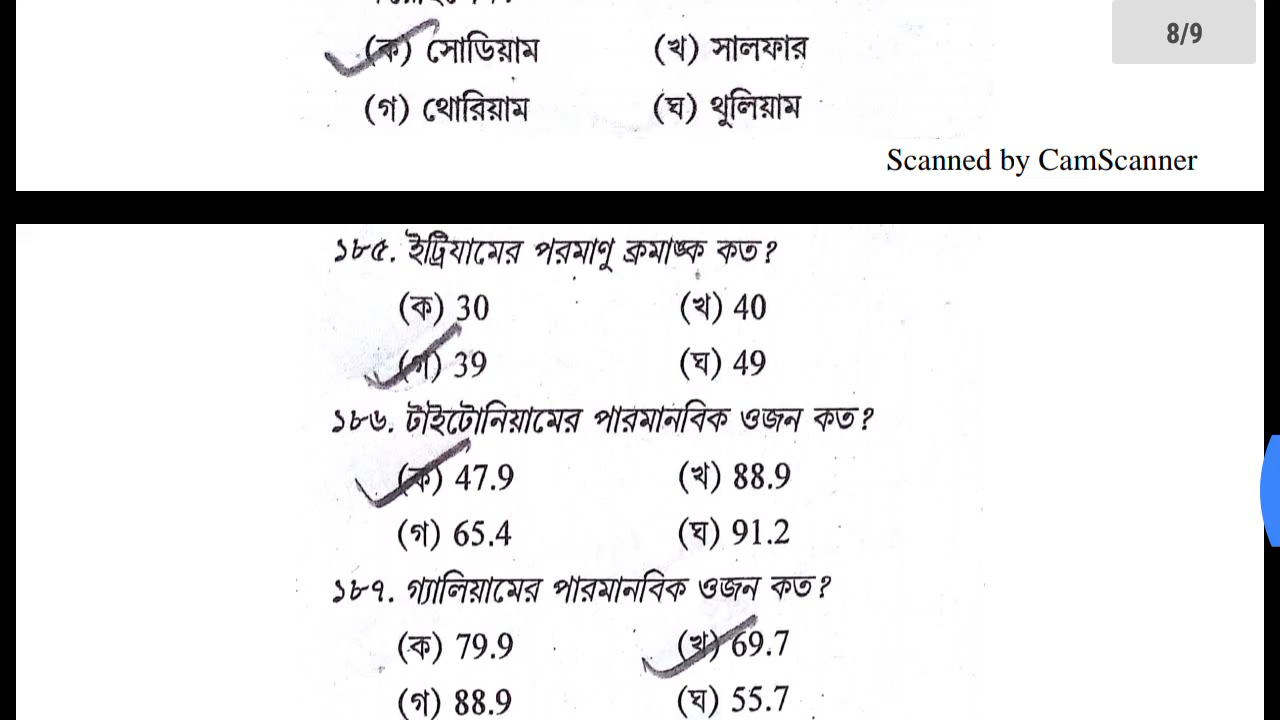 8/9
(ক) সোডিয়াম (খ) সালফার
(গ) থোরিয়াম (ঘ) থুলিয়াম
Scanned by CamScanner
১৮৫. ইট্রিযামের পরমাণু ক্রমাঙ্ক কত?
(ক) 30 (খ) 40
(গ) 39 (ঘ) 49
১৮৬. টাইটোনিয়ামের পারমানবিক ওজন কত?
(ক) 47.9 (খ) 88.9
(গ) 65.4 (ঘ) 91.2
১৮৭. গ্যালিয়ামের পারমানবিক ওজন কত?
(ক) 79.9 (খ) 69.7
(গ) 88.9 (ঘ) 55.7